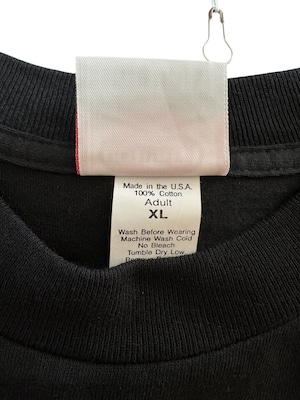 Made in the U.S.A.
100% Cotton
Adult
XL
Wash Before Wearing
Machine Wash Cold
No Bleach
Tumble Dry Low